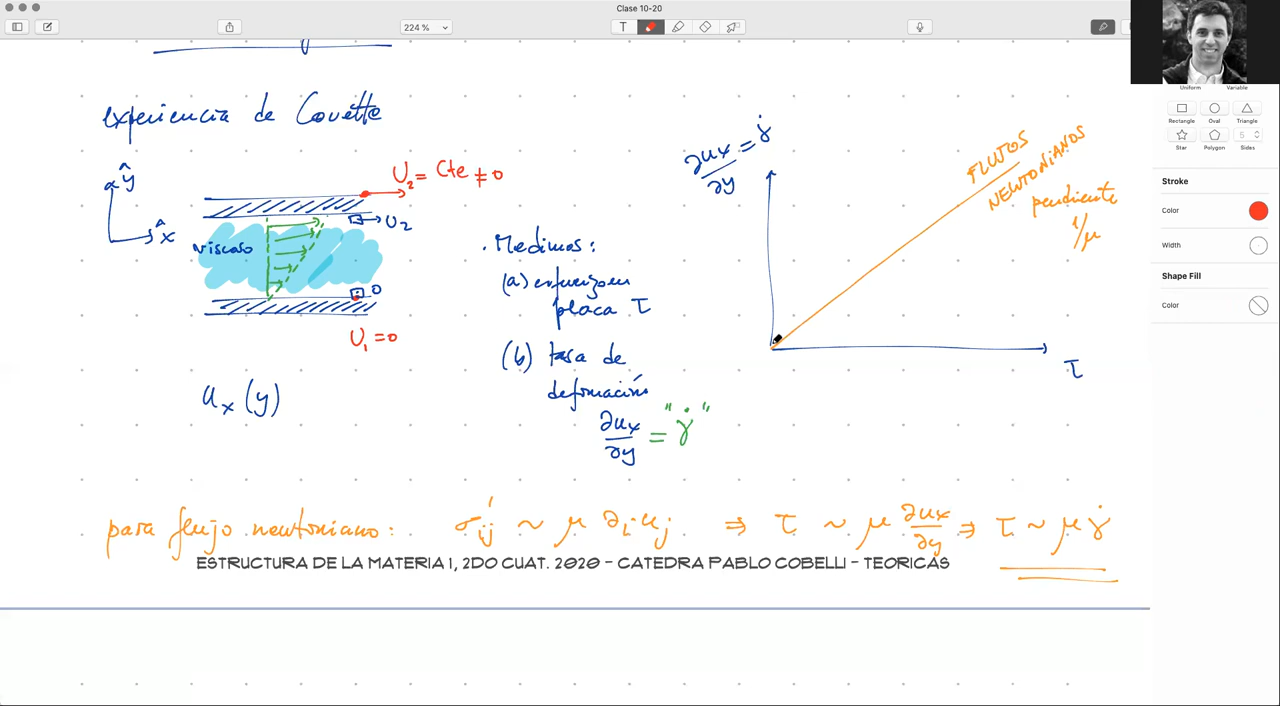 Clase 10-20
224 %
T
Uniform Variable
Rectangle Oval Triangle
Star Polygon 5 Sides
Stroke
Color
Width
Shape Fill
Color
experiencia de Couette
ŷ
x̂
U₂ = Cte ≠ 0
U₂
viscoso
0
U₁ = 0
uₓ(y)
. Medimos:
(a) esfuerzo en
placa τ
(b) tasa de
deformación
∂uₓ/∂y = "γ̇"
∂uₓ/∂y = γ̇
FLUJOS
NEWTONIANOS
pendiente
1/μ
τ
para flujo newtoniano: σ'ᵢⱼ ~ μ ∂ᵢuⱼ ⇒ τ ~ μ ∂uₓ/∂y ⇒ τ ~ μ γ̇
ESTRUCTURA DE LA MATERIA 1, 2DO CUAT. 2020 - CATEDRA PABLO COBELLI - TEORICAS